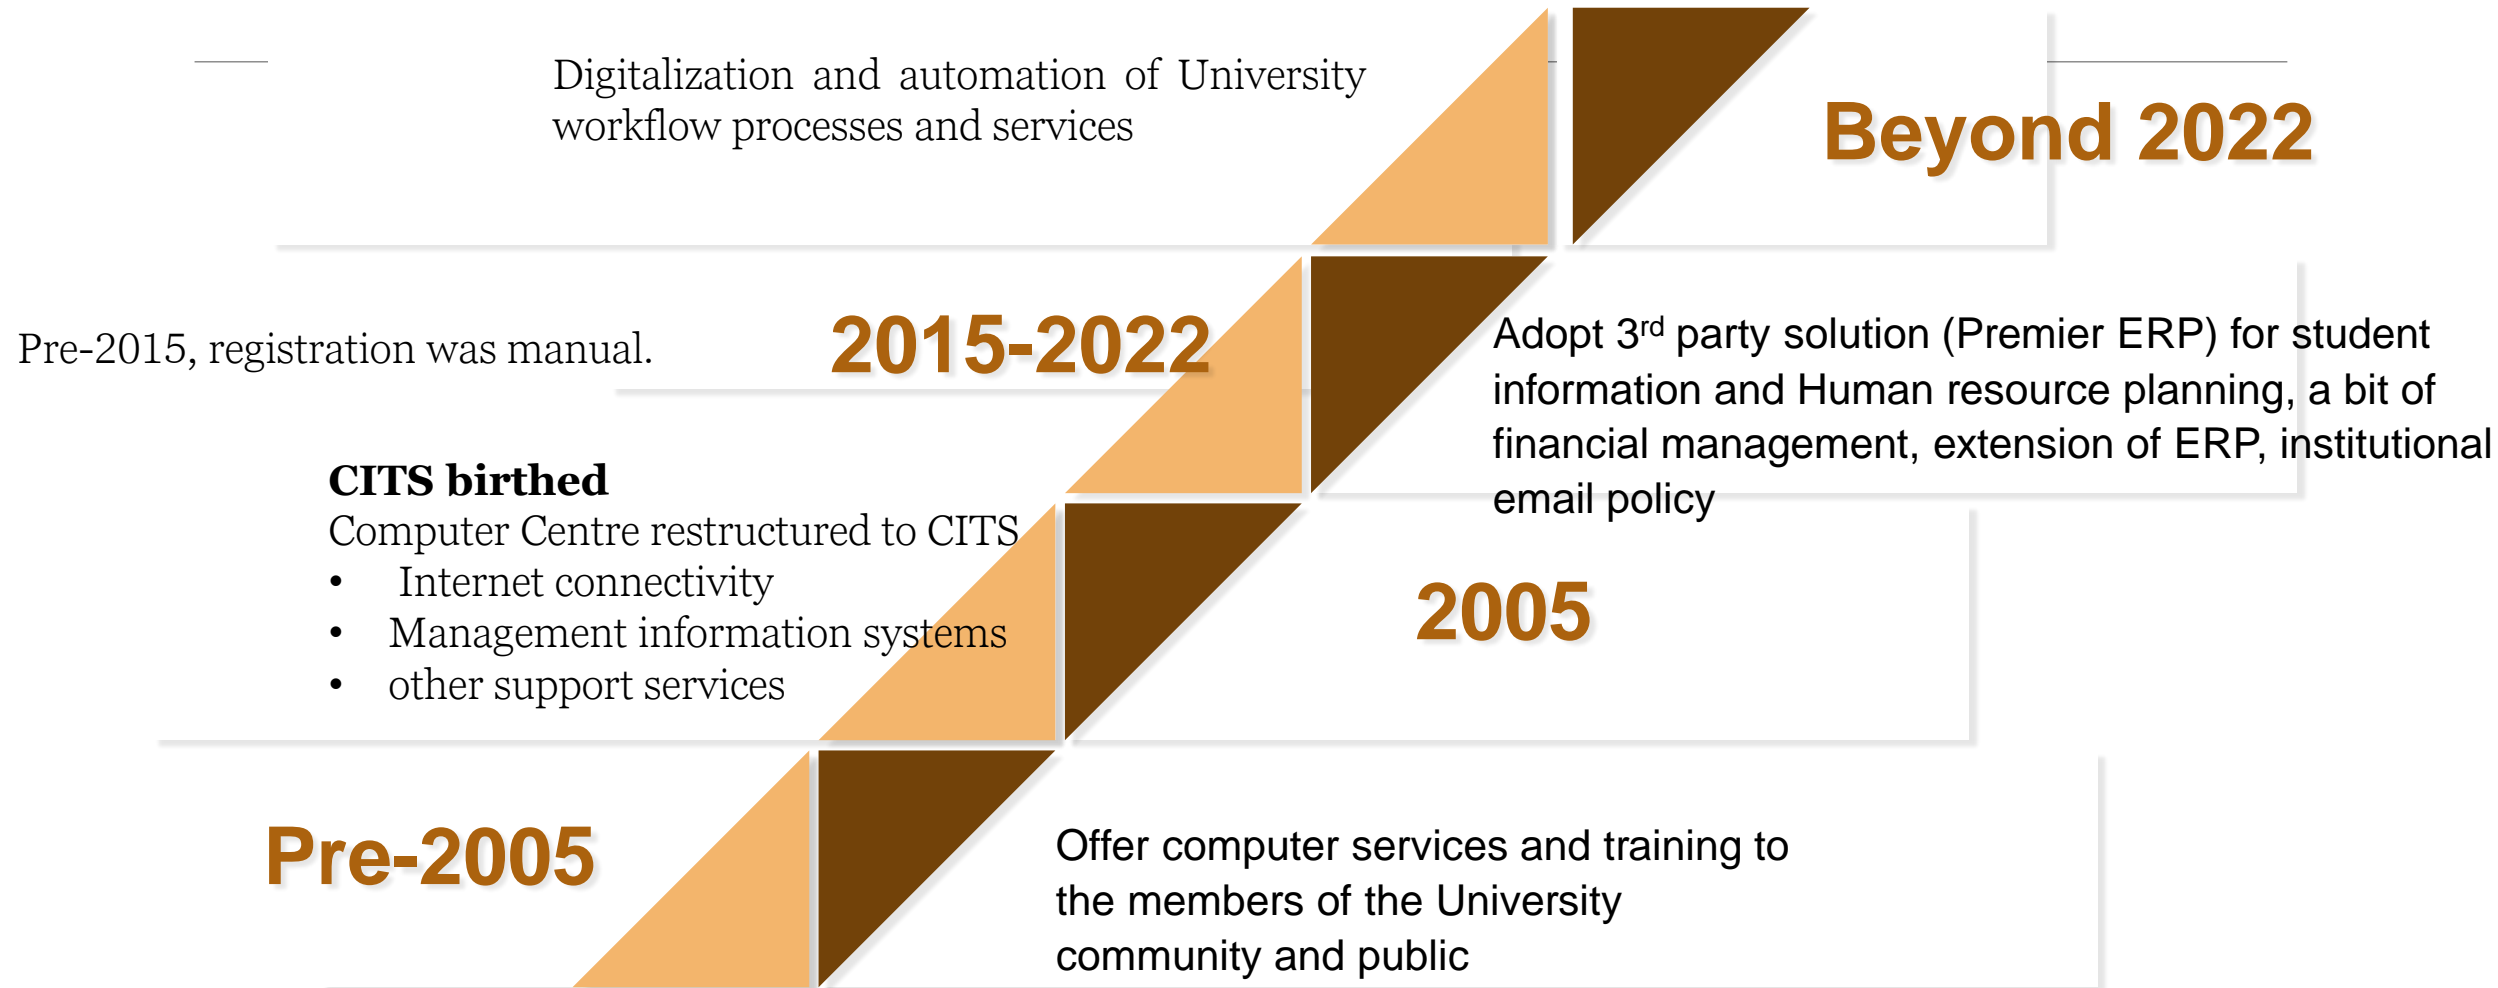 Digitalization and automation of University
workflow processes and services
Beyond 2022
Pre-2015, registration was manual.
2015-2022
Adopt 3rd party solution (Premier ERP) for student
information and Human resource planning, a bit of
financial management, extension of ERP, institutional
email policy
CITS birthed
Computer Centre restructured to CITS
• Internet connectivity
• Management information systems
• other support services
2005
Pre-2005
Offer computer services and training to
the members of the University
community and public